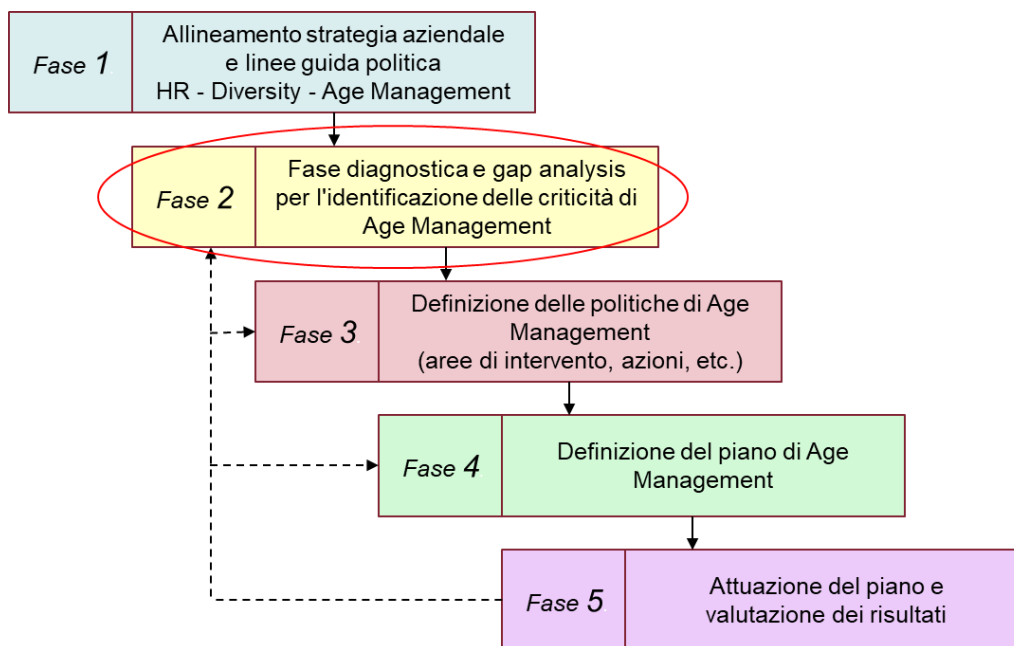 Fase 1.
Allineamento strategia aziendale
e linee guida politica
HR - Diversity - Age Management
Fase 2
Fase diagnostica e gap analysis
per l'identificazione delle criticità di
Age Management
Fase 3.
Definizione delle politiche di Age
Management
(aree di intervento, azioni, etc.)
Fase 4
Definizione del piano di Age
Management
Fase 5.
Attuazione del piano e
valutazione dei risultati